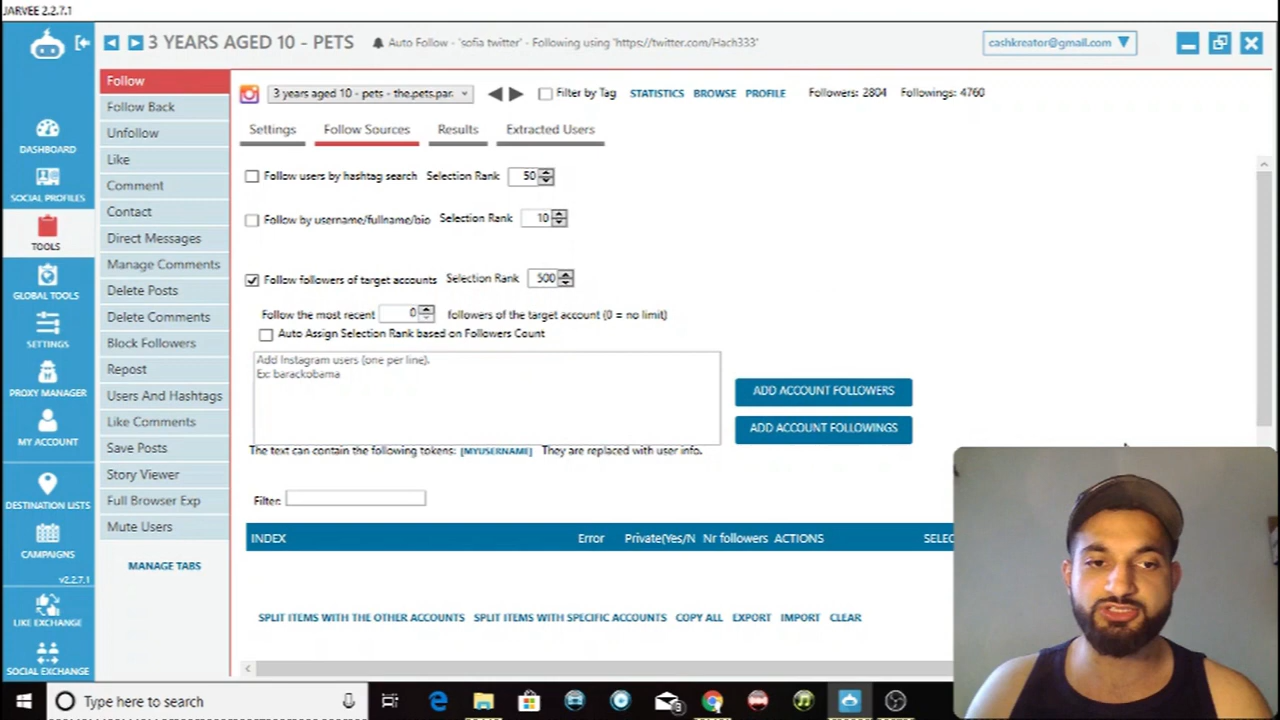 JARVEE 2.2.7.1
3 YEARS AGED 10 - PETS
Auto Follow - 'sofia twitter' - Following using 'https://twitter.com/Hach333'
cashkreator@gmail.com
DASHBOARD
SOCIAL PROFILES
TOOLS
GLOBAL TOOLS
SETTINGS
PROXY MANAGER
MY ACCOUNT
DESTINATION LISTS
CAMPAIGNS
v2.2.7.1
LIKE EXCHANGE
SOCIAL EXCHANGE
Follow
Follow Back
Unfollow
Like
Comment
Contact
Direct Messages
Manage Comments
Delete Posts
Delete Comments
Block Followers
Repost
Users And Hashtags
Like Comments
Save Posts
Story Viewer
Full Browser Exp
Mute Users
MANAGE TABS
3 years aged 10 - pets - the.pets.par. Filter by Tag STATISTICS BROWSE PROFILE Followers: 2804 Followings: 4760
Settings Follow Sources Results Extracted Users
Follow users by hashtag search Selection Rank 50
Follow by username/fullname/bio Selection Rank 10
Follow followers of target accounts Selection Rank 500
Follow the most recent 0 followers of the target account (0 = no limit)
Auto Assign Selection Rank based on Followers Count
Add Instagram users (one per line).
Ex: barackobama
ADD ACCOUNT FOLLOWERS
ADD ACCOUNT FOLLOWINGS
The text can contain the following tokens: [MYUSERNAME] They are replaced with user info.
Filter:
INDEX Error Private(Yes/N Nr followers ACTIONS SELEC
SPLIT ITEMS WITH THE OTHER ACCOUNTS SPLIT ITEMS WITH SPECIFIC ACCOUNTS COPY ALL EXPORT IMPORT CLEAR
Type here to search
3